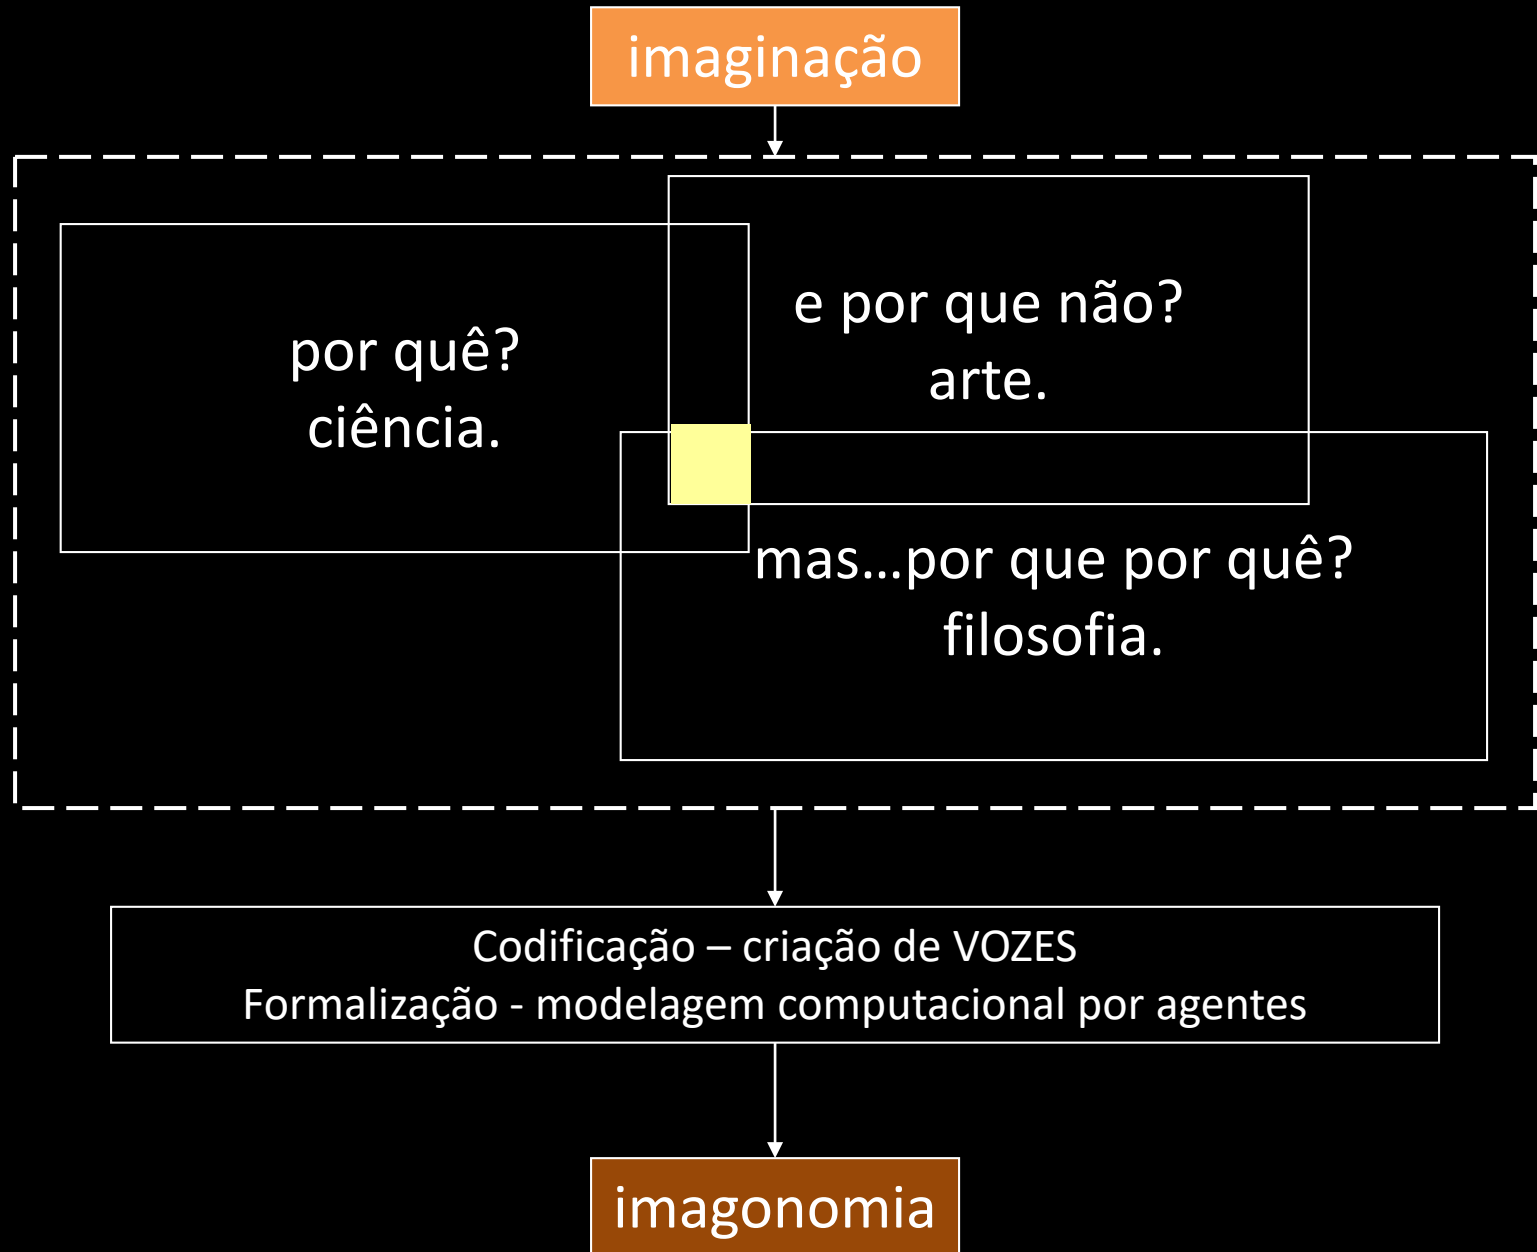 imaginação
por quê?
ciência.
e por que não?
arte.
mas...por que por quê?
filosofia.
Codificação – criação de VOZES
Formalização - modelagem computacional por agentes
imagonomia